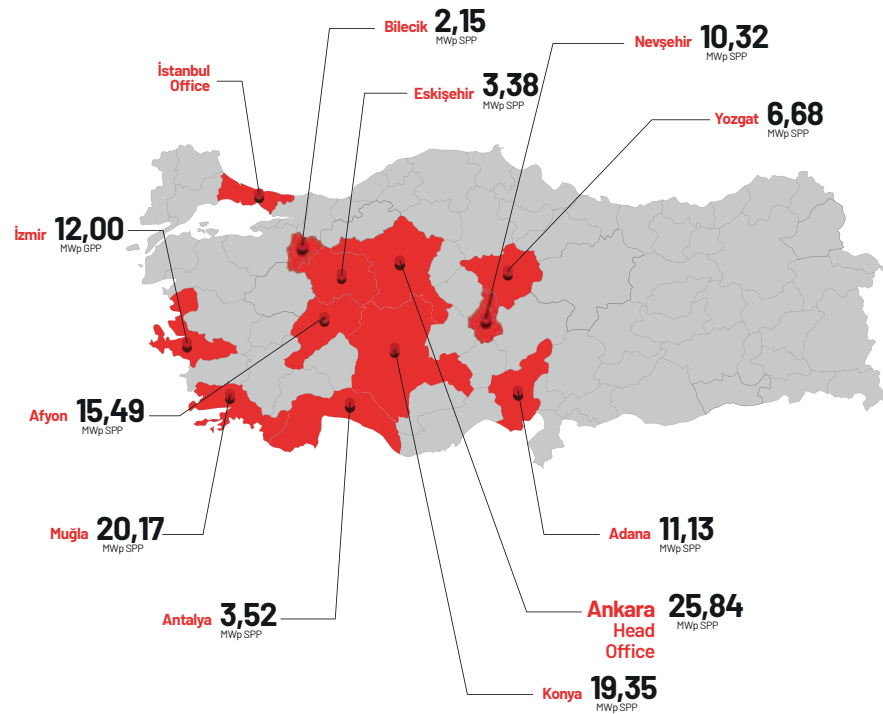 Bilecik 2,15
MWp SPP
Nevşehir 10,32
MWp SPP
İstanbul
Office
Eskişehir 3,38
MWp SPP
Yozgat 6,68
MWp SPP
İzmir 12,00
MWp GPP
Afyon 15,49
MWp SPP
Muğla 20,17
MWp SPP
Adana 11,13
MWp SPP
Antalya 3,52
MWp SPP
Ankara 25,84
MWp SPP
Head
Office
Konya 19,35
MWp SPP